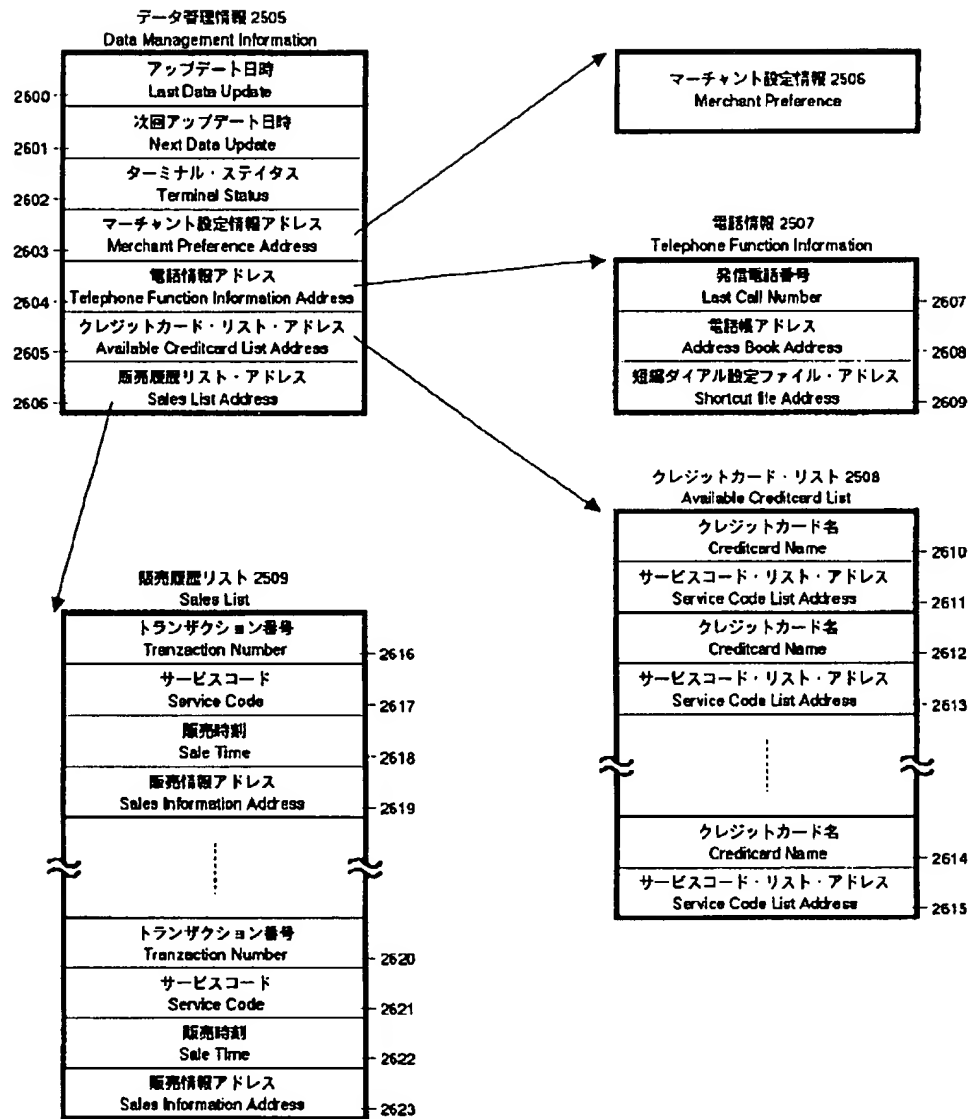 データ管理情報 2505
Data Management Information
アップデート日時
Last Data Update
2600
次回アップデート日時
Next Data Update
2601
ターミナル・ステイタス
Terminal Status
2602
マーチャント設定情報アドレス
Merchant Preference Address
2603
電話情報アドレス
Telephone Function Information Address
2604
クレジットカード・リスト・アドレス
Available Creditcard List Address
2605
販売履歴リスト・アドレス
Sales List Address
2606
マーチャント設定情報 2506
Merchant Preference
電話情報 2507
Telephone Function Information
発信電話番号
Last Call Number
2607
電話帳アドレス
Address Book Address
2608
短縮ダイアル設定ファイル・アドレス
Shortcut file Address
2609
クレジットカード・リスト 2508
Available Creditcard List
クレジットカード名
Creditcard Name
2610
サービスコード・リスト・アドレス
Service Code List Address
2611
クレジットカード名
Creditcard Name
2612
サービスコード・リスト・アドレス
Service Code List Address
2613
クレジットカード名
Creditcard Name
2614
サービスコード・リスト・アドレス
Service Code List Address
2615
販売履歴リスト 2509
Sales List
トランザクション番号
Tranzaction Number
2616
サービスコード
Service Code
2617
販売時刻
Sale Time
2618
販売情報アドレス
Sales Information Address
2619
トランザクション番号
Tranzaction Number
2620
サービスコード
Service Code
2621
販売時刻
Sale Time
2622
販売情報アドレス
Sales Information Address
2623